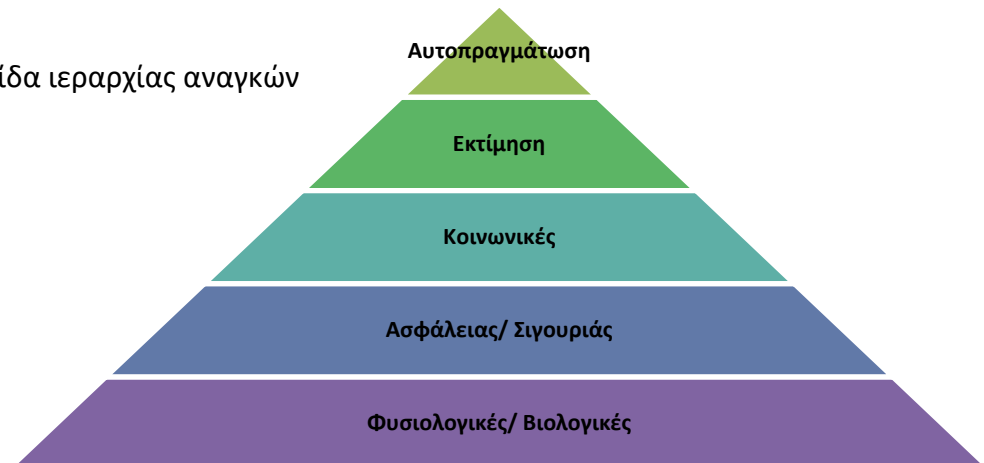 Αυτοπραγμάτωση
ίδα ιεραρχίας αναγκών
Εκτίμηση
Κοινωνικές
Ασφάλειας/ Σιγουριάς
Φυσιολογικές/ Βιολογικές